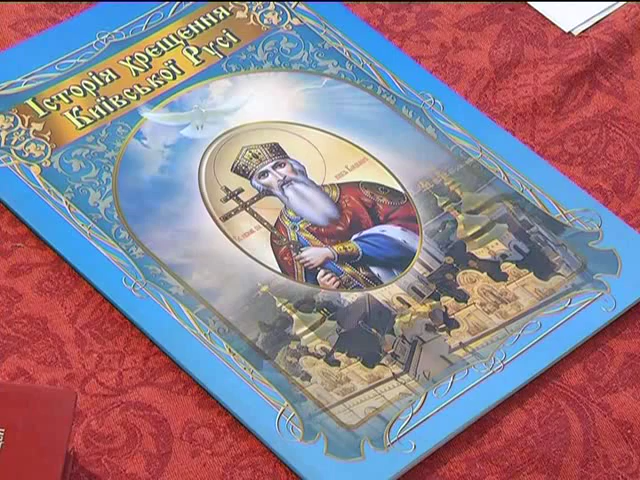 Історія хрещення
Київської Русі